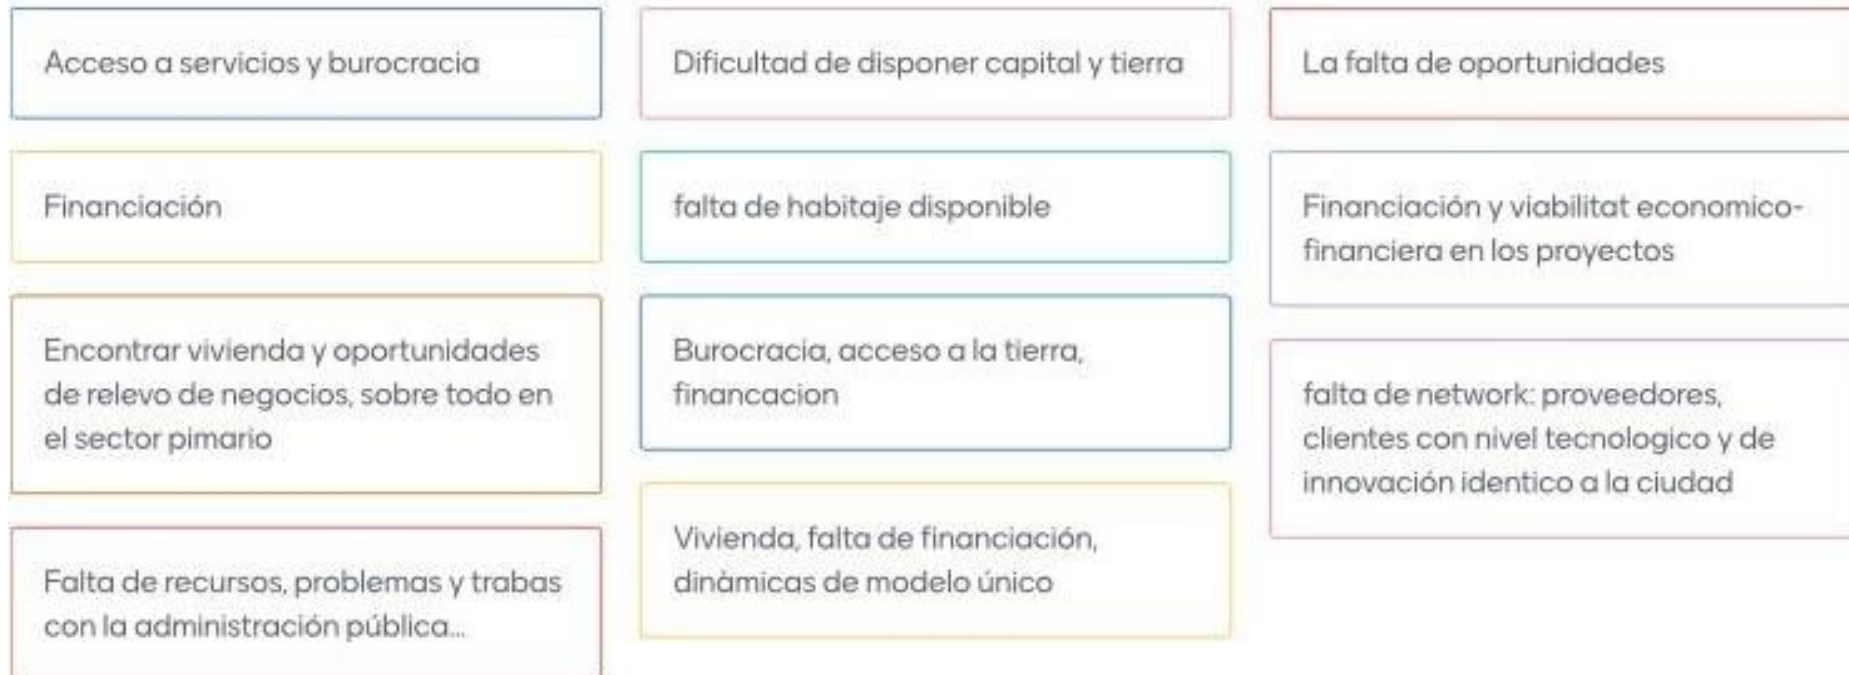 Acceso a servicios y burocracia
Financiación
Encontrar vivienda y oportunidades
de relevo de negocios, sobre todo en
el sector pimario
Falta de recursos, problemas y trabas
con la administración pública...
Dificultad de disponer capital y tierra
falta de habitaje disponible
Burocracia, acceso a la tierra,
financacion
Vivienda, falta de financiación,
dinàmicas de modelo único
La falta de oportunidades
Financiación y viabilitat economico-
financiera en los proyectos
falta de network: proveedores,
clientes con nivel tecnologico y de
innovación identico a la ciudad